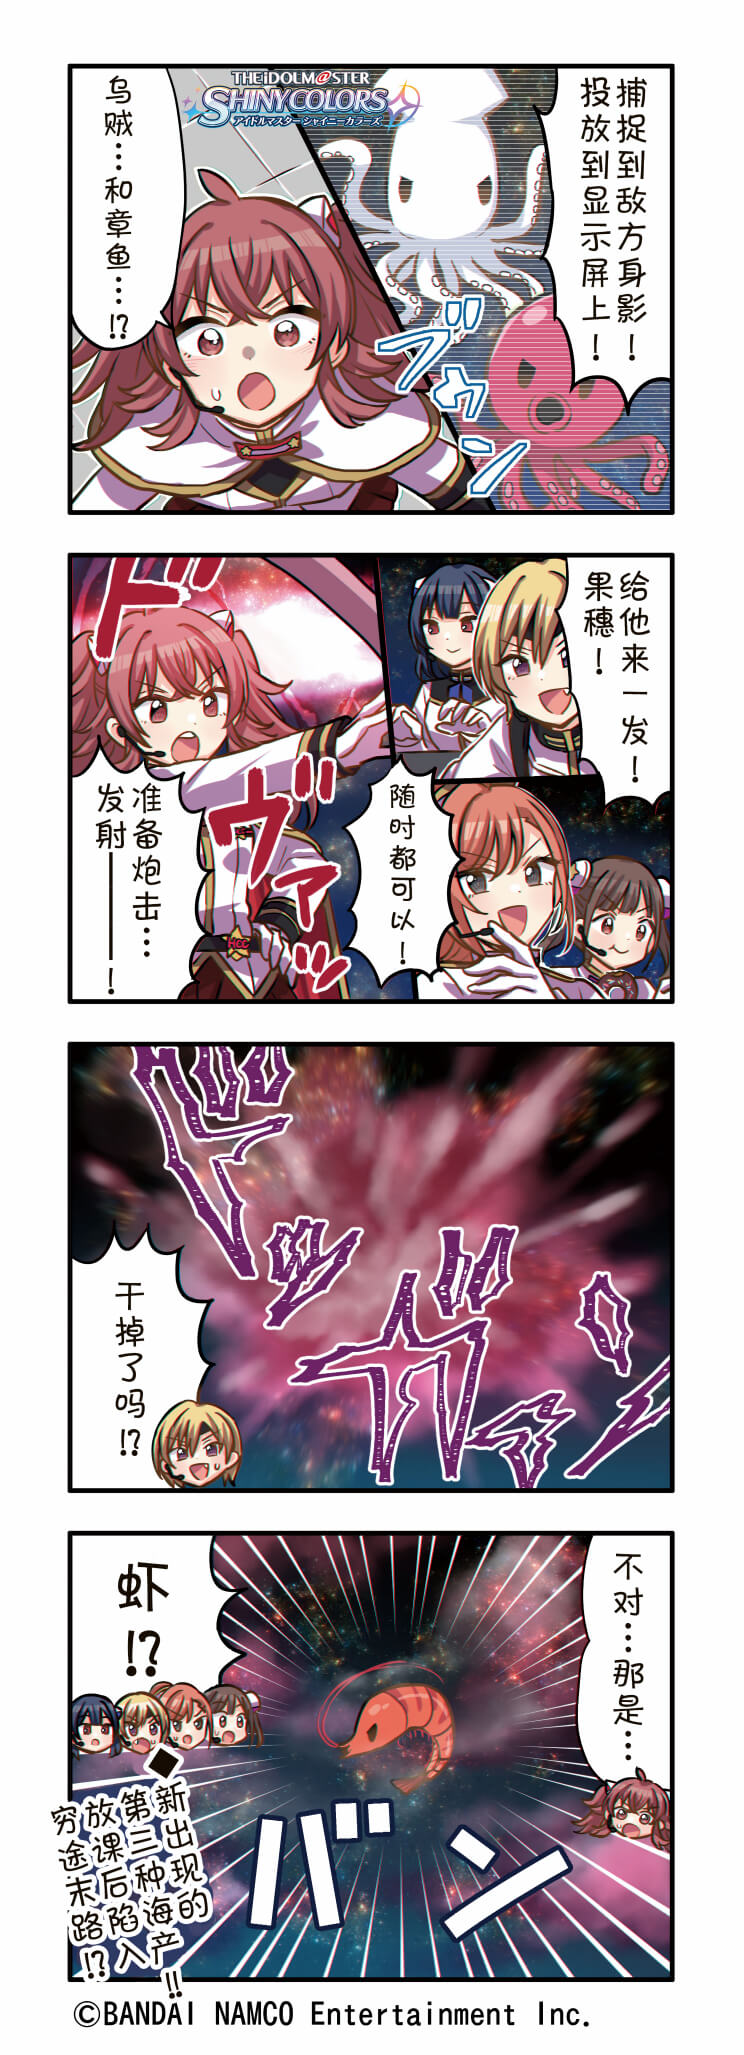 THE iDOLM@STER
SHINY COLORS
アイドルマスター シャイニーカラーズ
捕捉到敌方身影！
投放到显示屏上！
乌贼…和章鱼…!?
ブゥン
给他来一发！
果穗！
随时都可以！
ドヴァッ
准备炮击…
发射——！
HCG
ドッガーン
干掉了吗!?
不对…那是…
虾!?
バン
◆新出现的
第三种海产!!
放课后陷入
穷途末路!?
©BANDAI NAMCO Entertainment Inc.